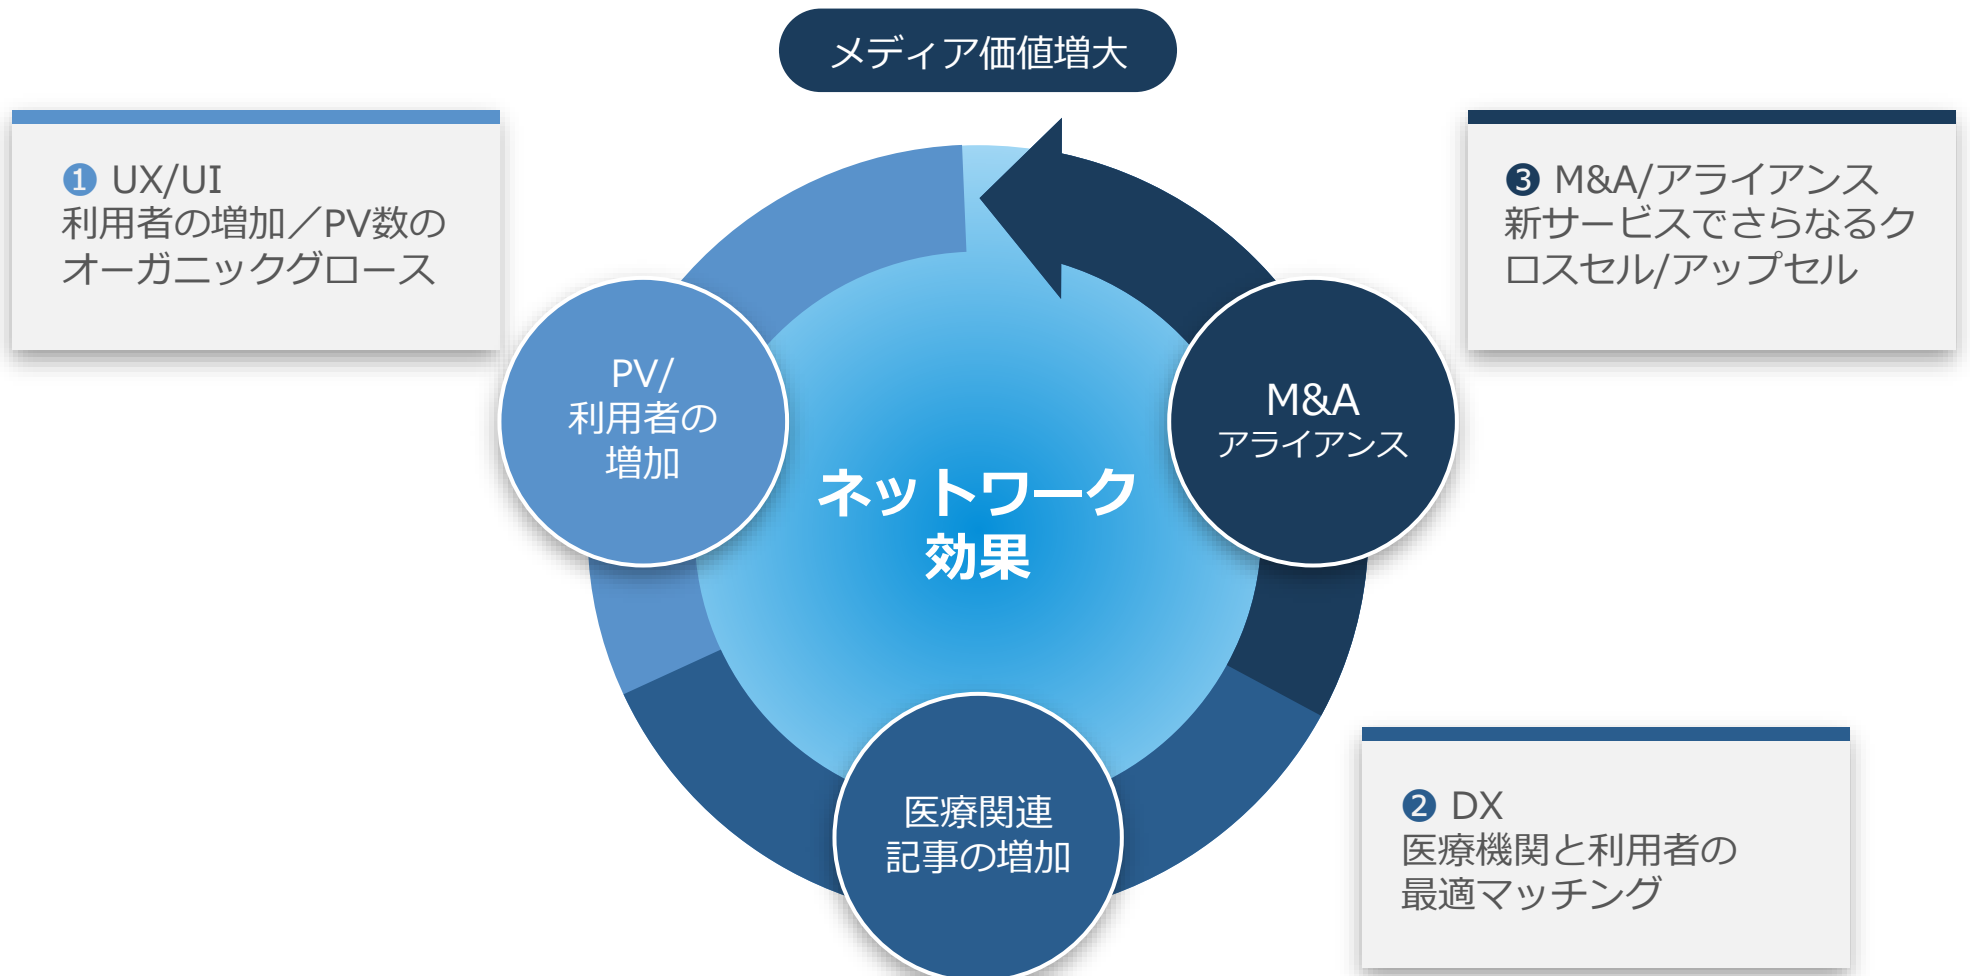 メディア価値増大
❶ UX/UI
利用者の増加／PV数の
オーガニックグロース
❸ M&A/アライアンス
新サービスでさらなるク
ロスセル/アップセル
PV/
利用者の
増加
M&A
アライアンス
ネットワーク
効果
医療関連
記事の増加
❷ DX
医療機関と利用者の
最適マッチング